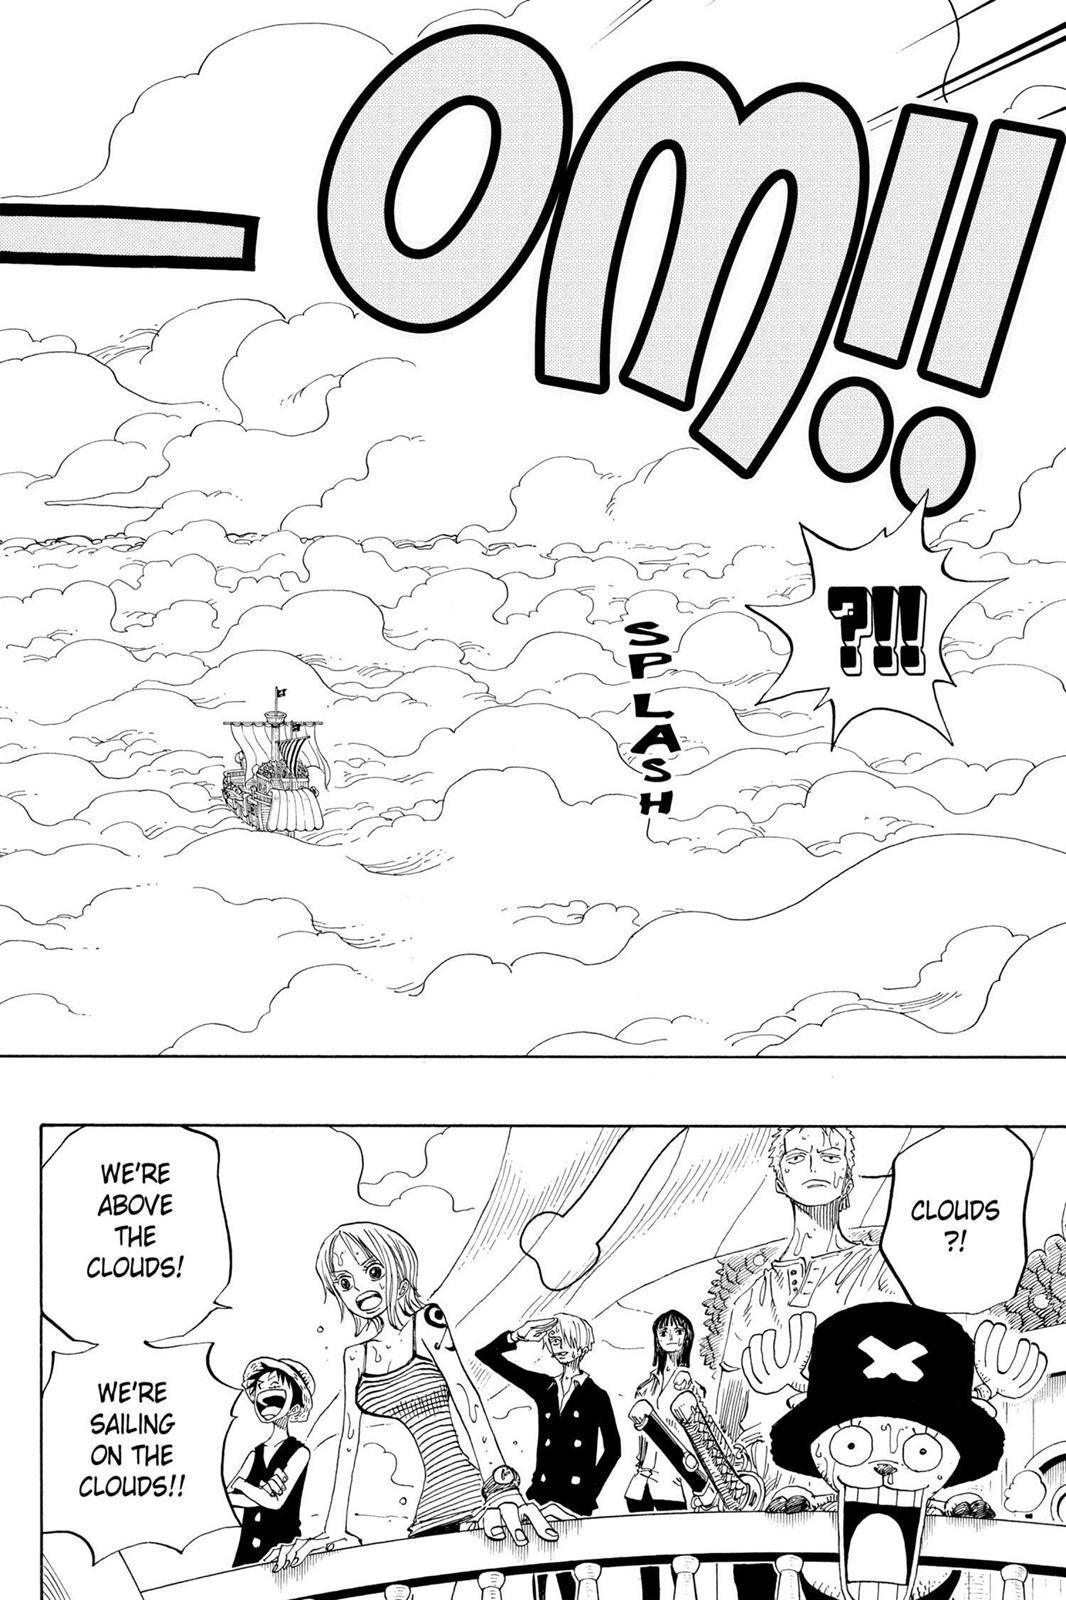 — OM!!
?!!
SPLASH
CLOUDS
?!
WE'RE
ABOVE
THE
CLOUDS!
WE'RE
SAILING
ON THE
CLOUDS!!